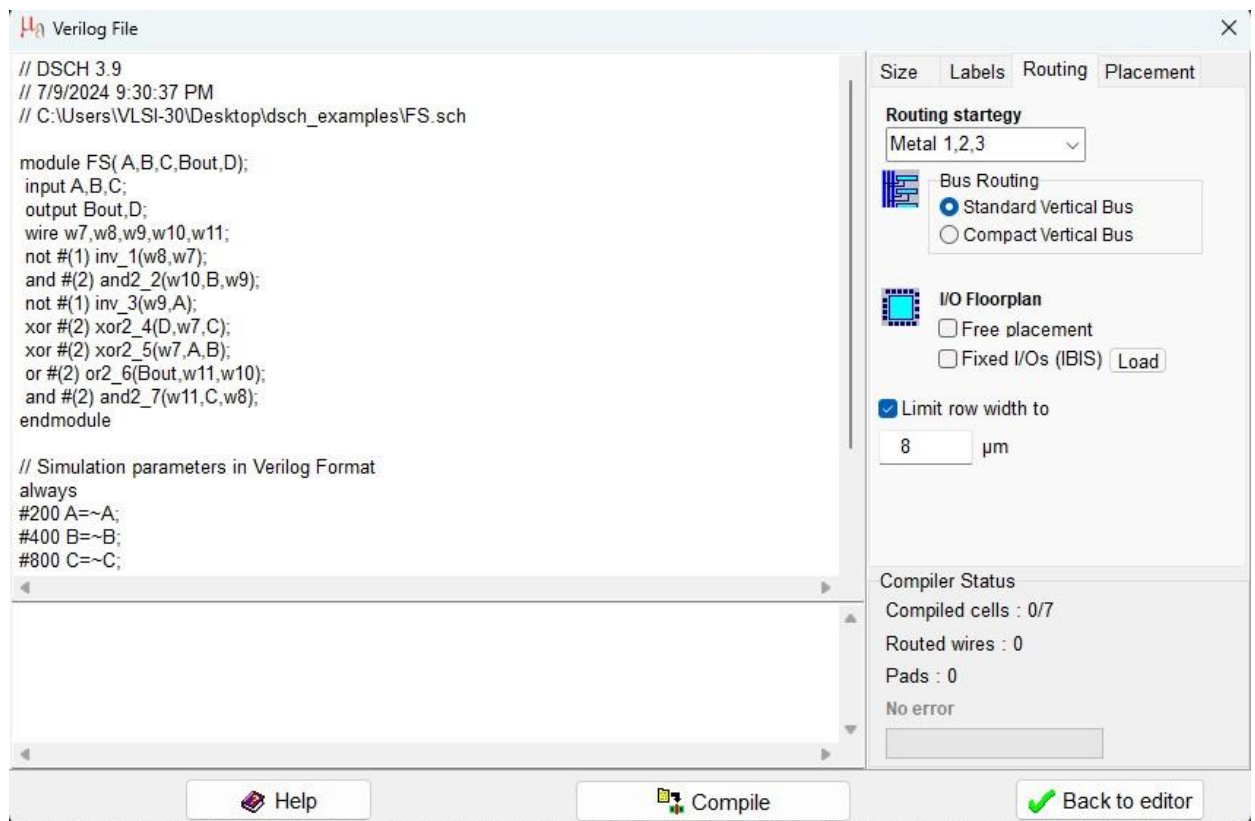 Verilog File
// DSCH 3.9
// 7/9/2024 9:30:37 PM
// C:\Users\VLSI-30\Desktop\dsch_examples\FS.sch
module FS( A,B,C,Bout,D);
input A,B,C;
output Bout,D;
wire w7,w8,w9,w10,w11;
not #(1) inv_1(w8,w7);
and #(2) and2_2(w10,B,w9);
not #(1) inv_3(w9,A);
xor #(2) xor2_4(D,w7,C);
xor #(2) xor2_5(w7,A,B);
or #(2) or2_6(Bout,w11,w10);
and #(2) and2_7(w11,C,w8);
endmodule
// Simulation parameters in Verilog Format
always
#200 A=~A;
#400 B=~B;
#800 C=~C;
Size Labels Routing Placement
Routing startegy
Metal 1,2,3
Bus Routing
Standard Vertical Bus
Compact Vertical Bus
I/O Floorplan
Free placement
Fixed I/Os (IBIS) Load
Limit row width to
8 µm
Compiler Status
Compiled cells : 0/7
Routed wires : 0
Pads : 0
No error
Help Compile Back to editor